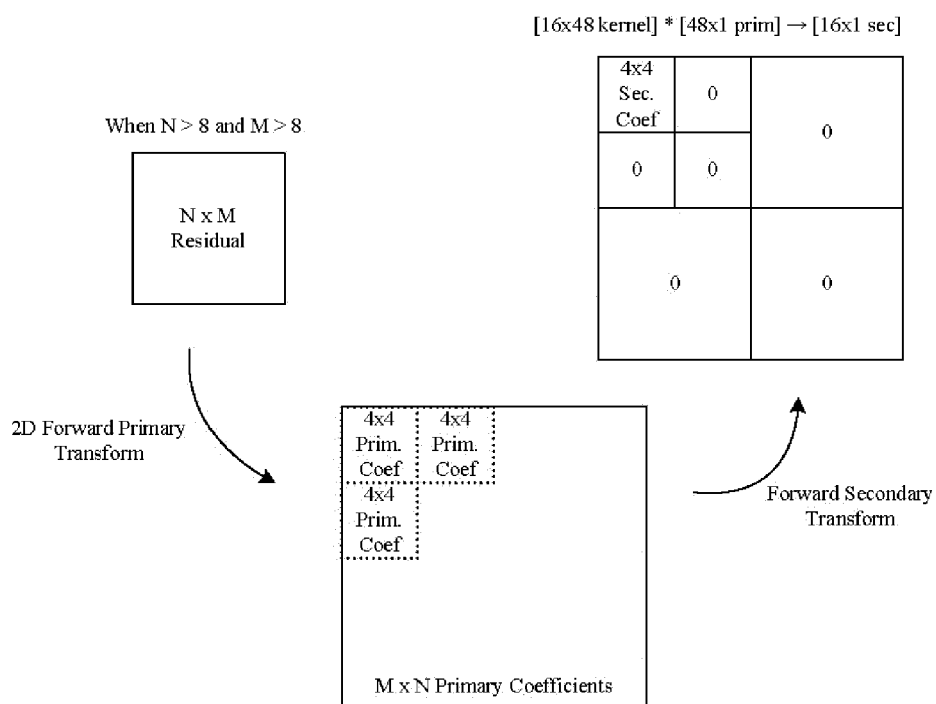 [16x48 kernel] * [48x1 prim] → [16x1 sec]
4x4
Sec.
Coef
0
0
0
0
0
0
When N > 8 and M > 8
N x M
Residual
2D Forward Primary
Transform
4x4
Prim.
Coef
4x4
Prim.
Coef
4x4
Prim.
Coef
M x N Primary Coefficients
Forward Secondary
Transform